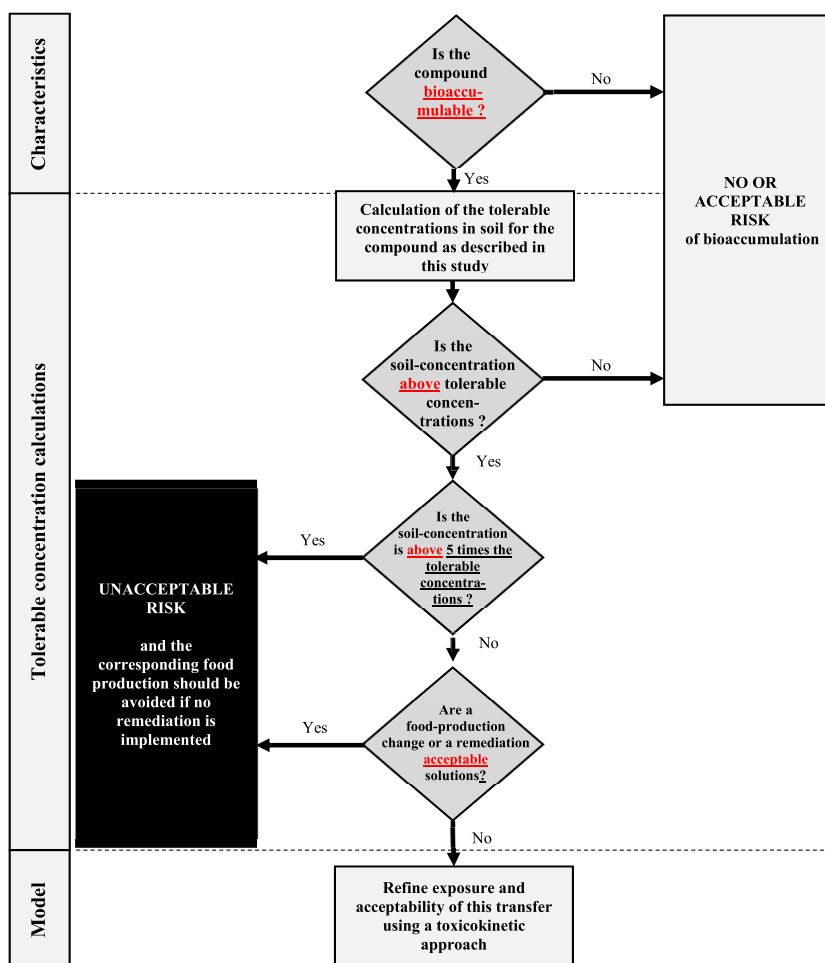 Characteristics
Is the
compound
bioaccu-
mulable ?
No
Yes
NO OR
ACCEPTABLE
RISK
of bioaccumulation
Tolerable concentration calculations
Calculation of the tolerable
concentrations in soil for the
compound as described in
this study
Is the
soil-concentration
above tolerable
concen-
trations ?
No
Yes
Is the
soil-concentration
is above 5 times the
tolerable
concentra-
tions ?
Yes
No
UNACCEPTABLE
RISK
and the
corresponding food
production should be
avoided if no
remediation is
implemented
Are a
food-production
change or a remediation
acceptable
solutions?
Yes
No
Model
Refine exposure and
acceptability of this transfer
using a toxicokinetic
approach